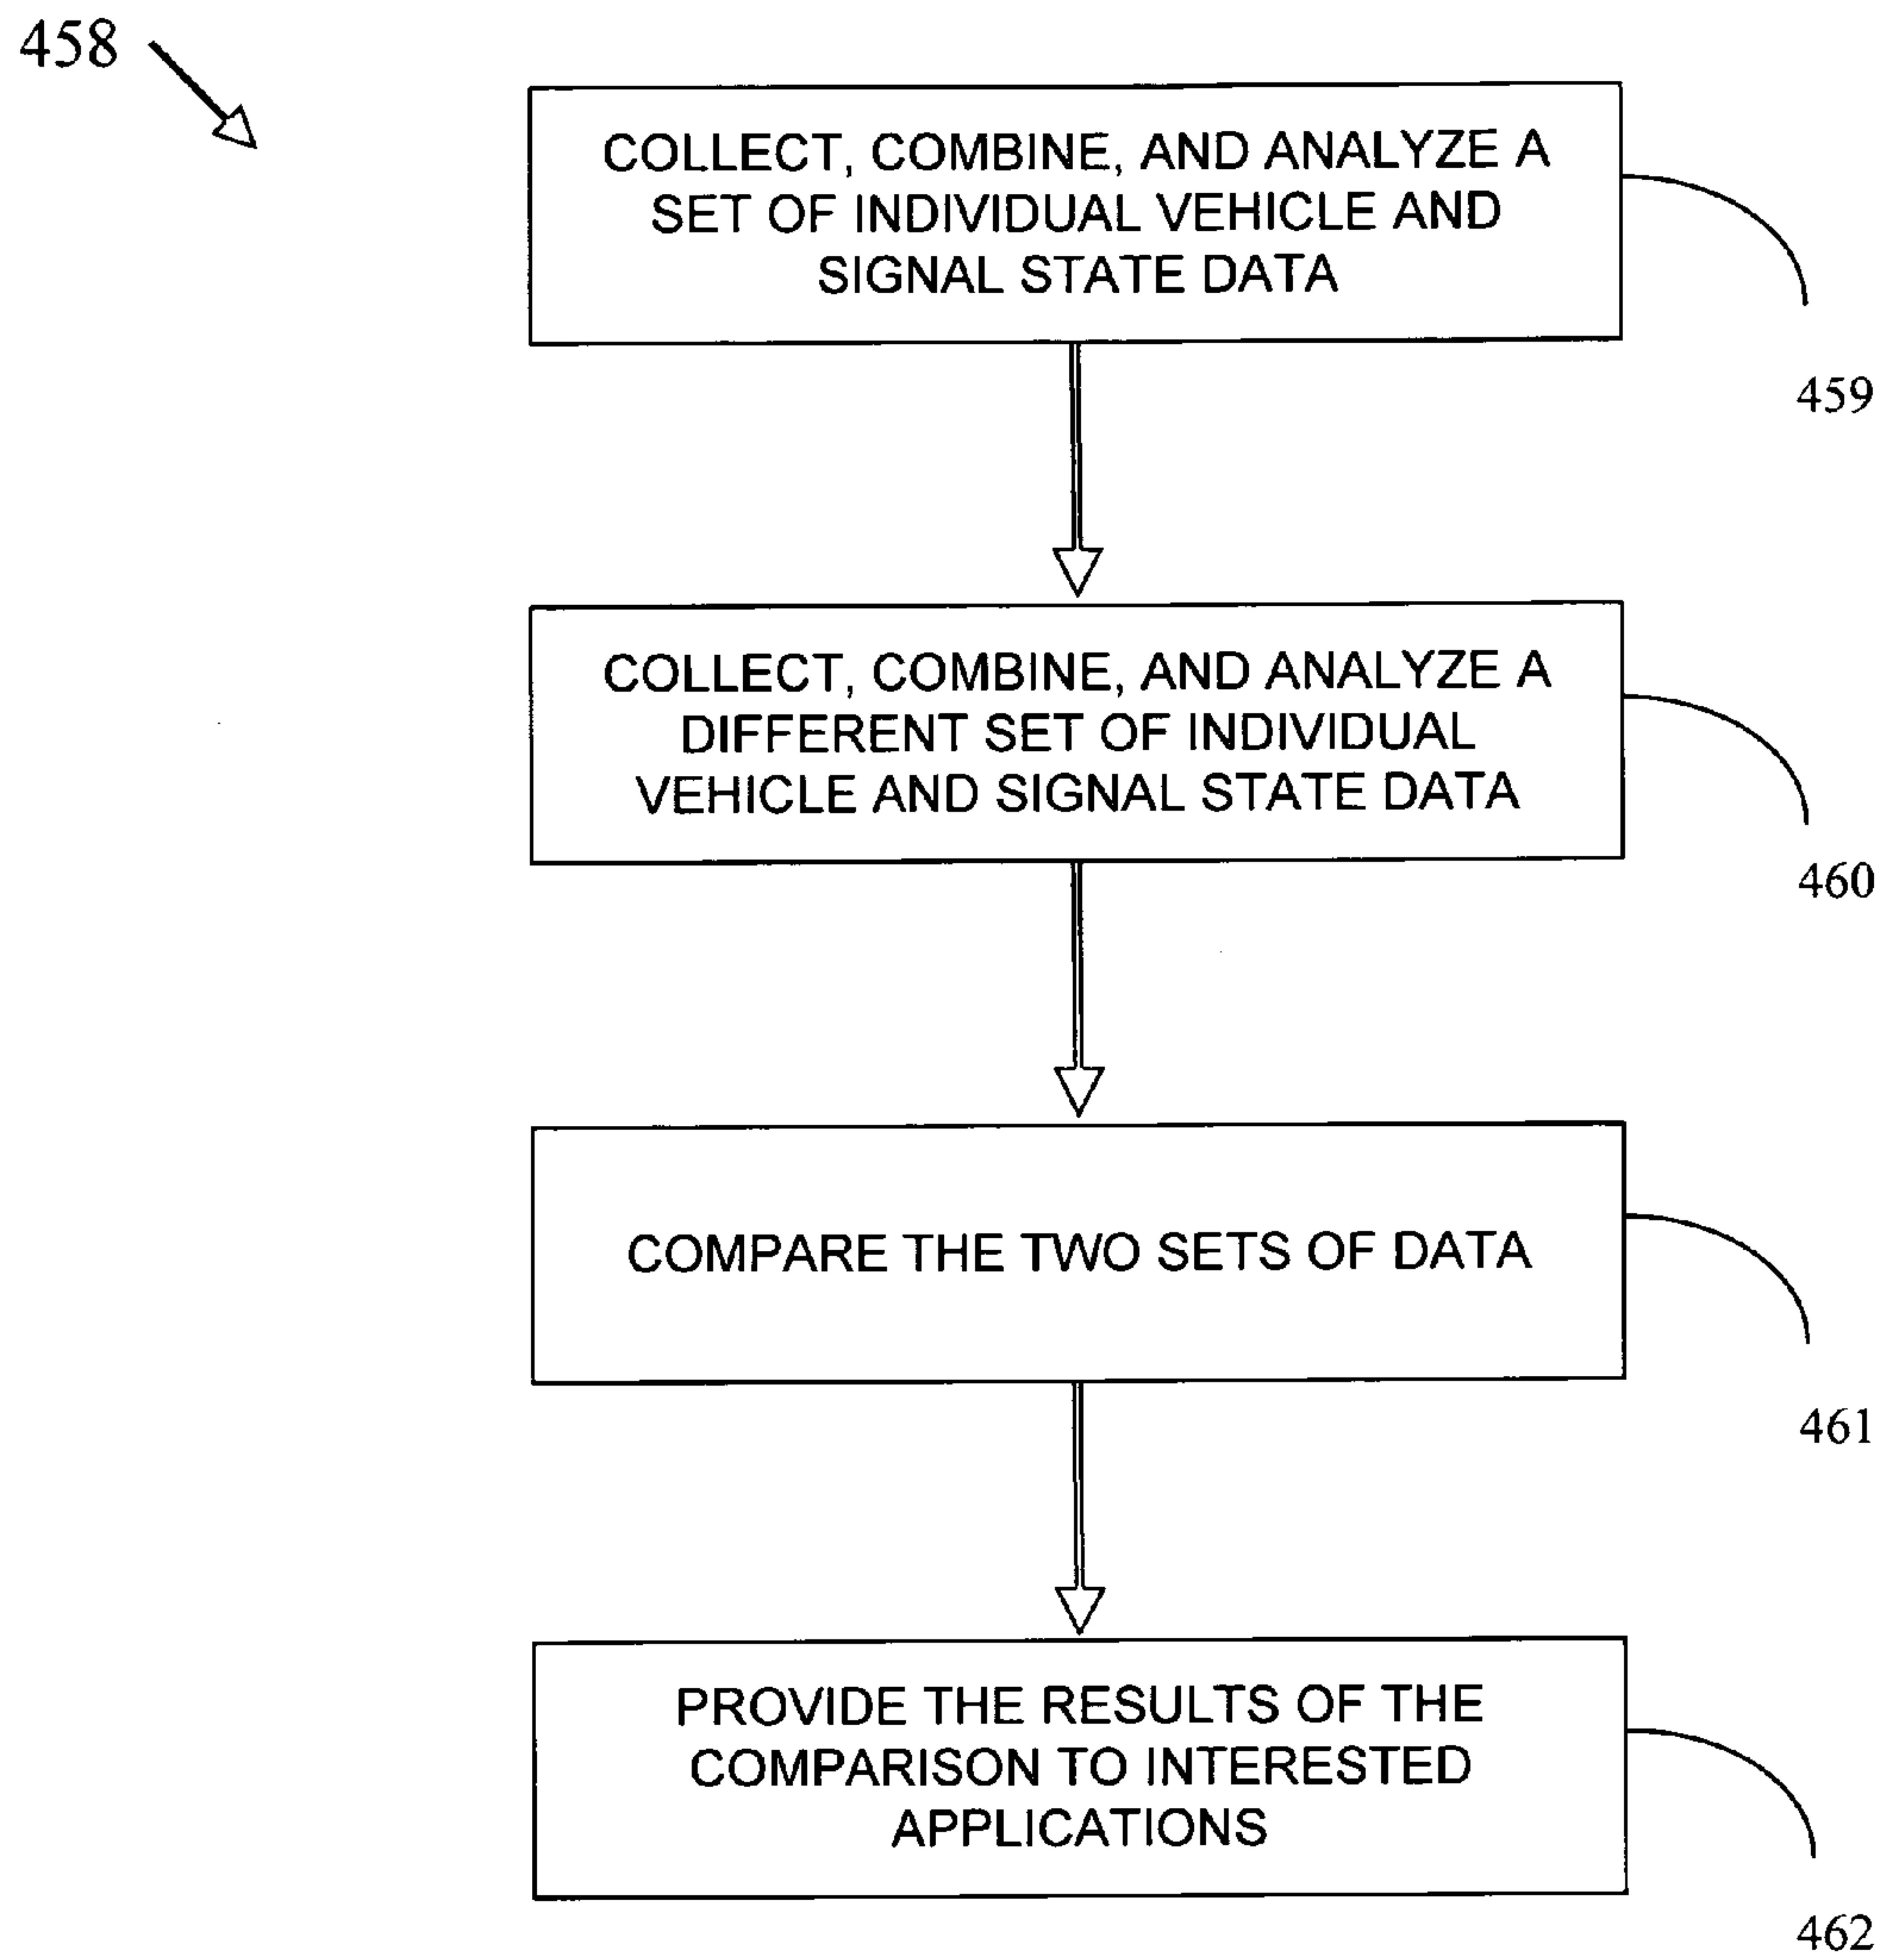 458
COLLECT, COMBINE, AND ANALYZE A
SET OF INDIVIDUAL VEHICLE AND
SIGNAL STATE DATA
459
COLLECT, COMBINE, AND ANALYZE A
DIFFERENT SET OF INDIVIDUAL
VEHICLE AND SIGNAL STATE DATA
460
COMPARE THE TWO SETS OF DATA
461
PROVIDE THE RESULTS OF THE
COMPARISON TO INTERESTED
APPLICATIONS
462